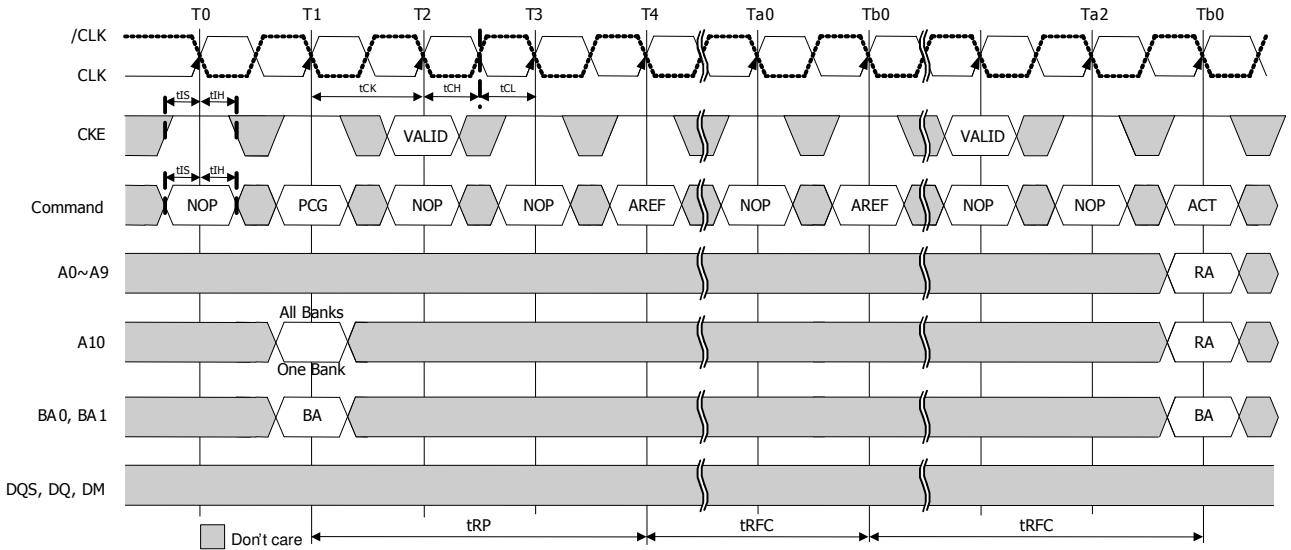 T0 T1 T2 T3 T4 Ta0 Tb0 Ta2 Tb0
/CLK
CLK
tCK tCH tCL
tIS tIH
CKE VALID VALID
tIS tIH
Command NOP PCG NOP NOP AREF NOP AREF NOP NOP ACT
A0~A9 RA
All Banks
A10 RA
One Bank
BA0, BA1 BA BA
DQS, DQ, DM
tRP tRFC tRFC
Don't care